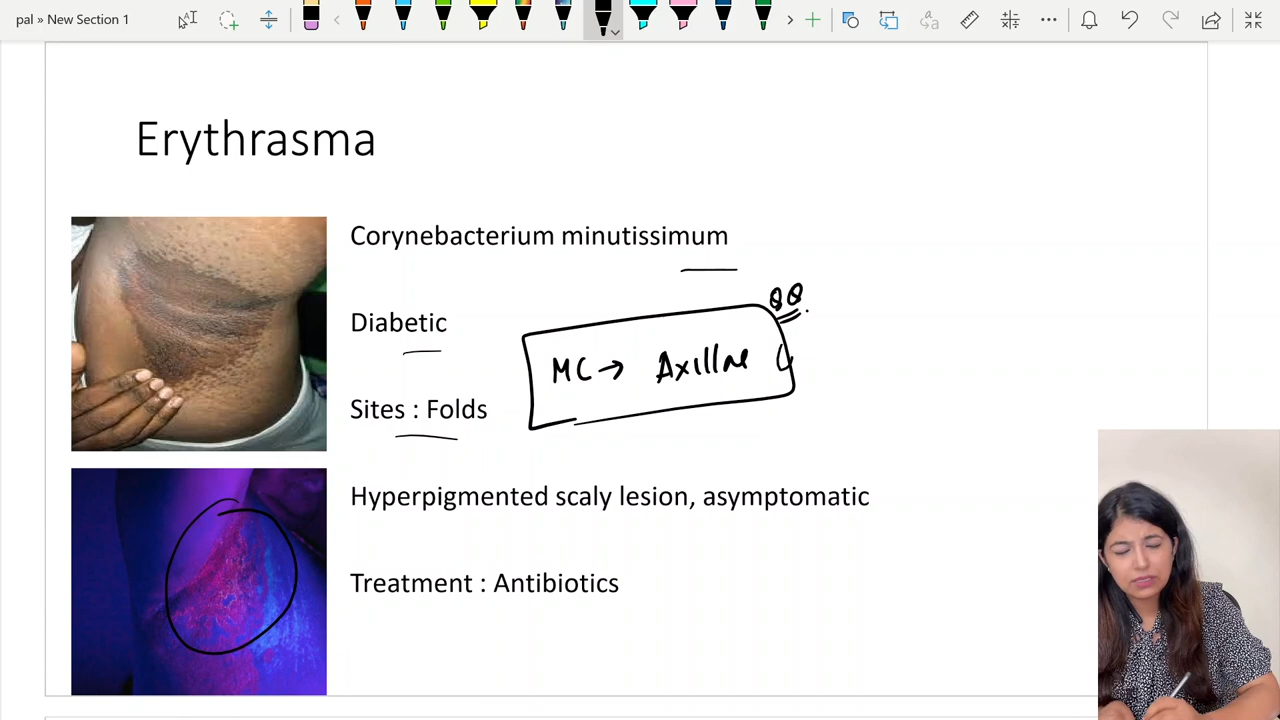 pal » New Section 1
Erythrasma
Corynebacterium minutissimum
Diabetic
MC → Axillae
Sites : Folds
Hyperpigmented scaly lesion, asymptomatic
Treatment : Antibiotics